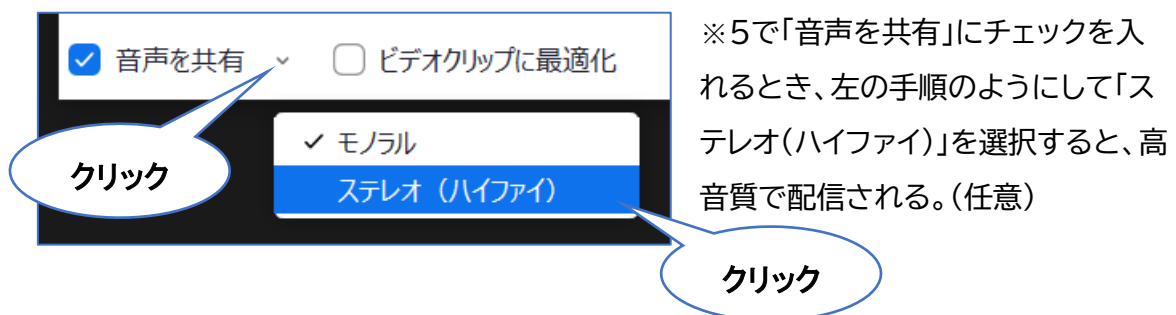 音声を共有 ビデオクリップに最適化
モノラル
ステレオ（ハイファイ）
クリック
クリック
※５で「音声を共有」にチェックを入
れるとき、左の手順のようにして「ス
テレオ（ハイファイ）」を選択すると、高
音質で配信される。（任意）